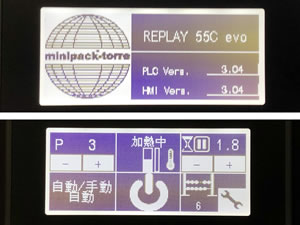 minipack-torre
REPLAY 55C evo
PLC Vers. 3.04
HMI Vers. 3.04
P 3
加熱中
1.8
- +
- +
自動/手動
自動
6